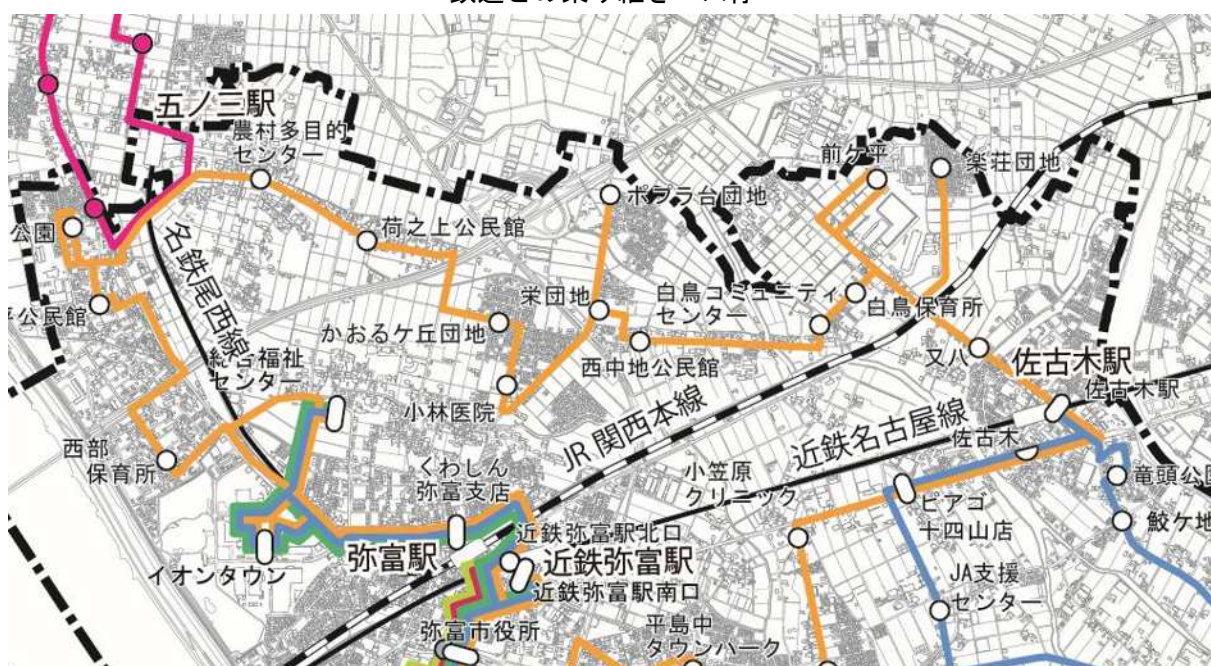 五ノ三駅
農村多目的
センター
前ケ平
楽荘団地
ポプラ台団地
公園
荷之上公民館
名鉄尾西線
栄団地
白鳥コミュニティ
センター
白鳥保育所
公民館
かおるケ丘団地
西中地公民館
又八
佐古木駅
佐古木駅
総合福祉
センター
小林医院
JR関西本線
近鉄名古屋線
佐古木
西部
保育所
くわしん
弥富支店
小笠原
クリニック
竜頭公園
ピアゴ
十四山店
鮫ケ地
近鉄弥富駅北口
イオンタウン
弥富駅
近鉄弥富駅
近鉄弥富駅南口
JA支援
センター
弥富市役所
平島中
タウンハーク